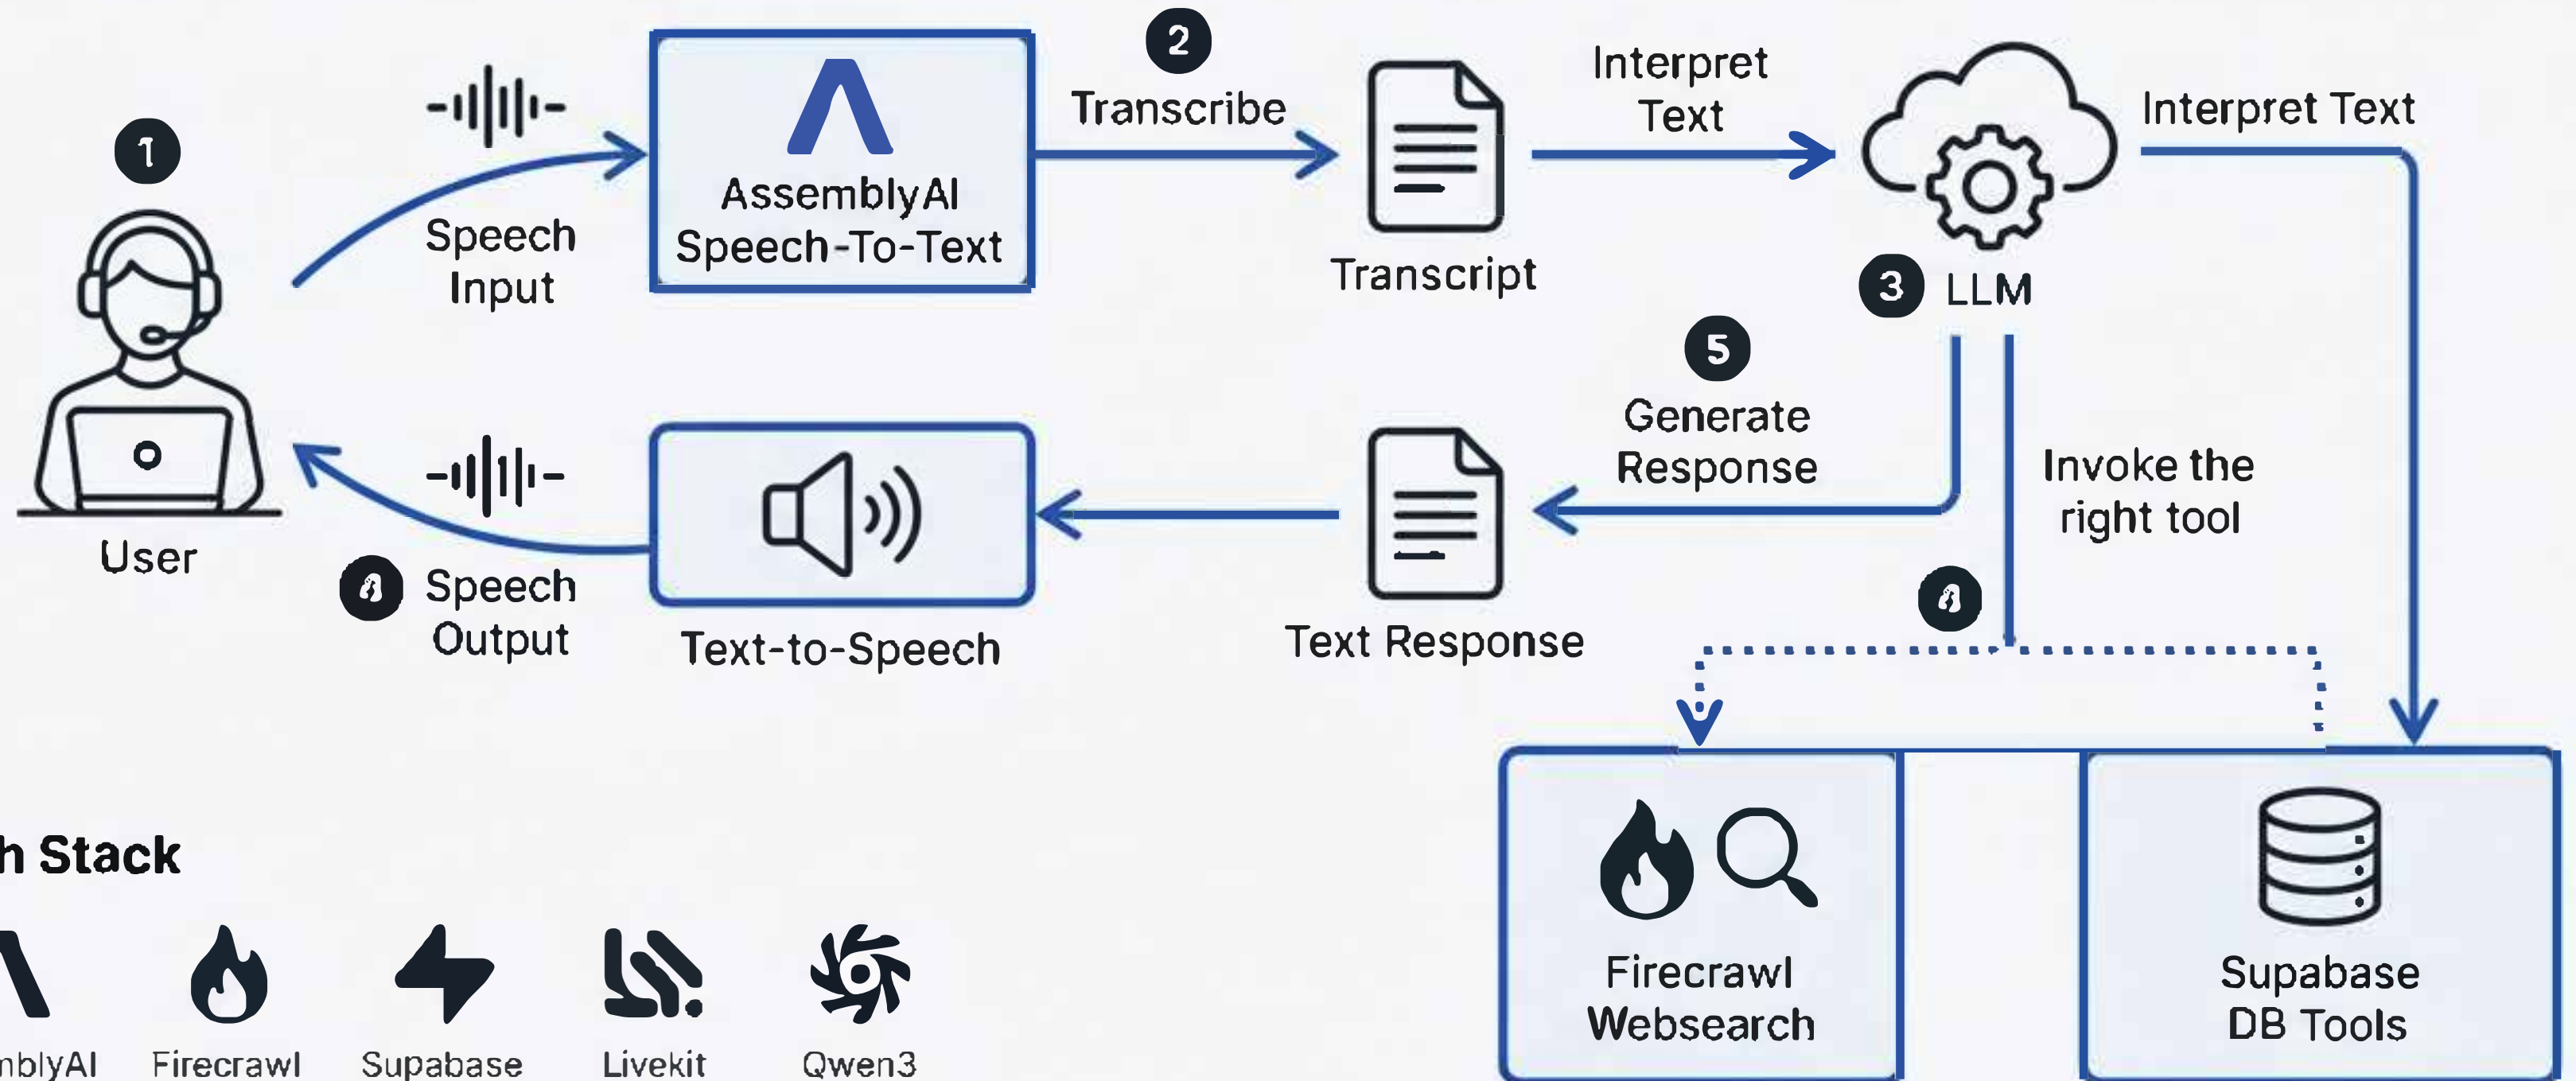 1
Speech
Input
AssemblyAI
Speech-To-Text
2
Transcribe
Transcript
Interpret
Text
3
LLM
Interpret Text
User
Speech
Output
Text-to-Speech
Text Response
5
Generate
Response
Invoke the
right tool
Firecrawl
Websearch
Supabase
DB Tools
h Stack
mblyAI
Firecrawl
Supabase
Livekit
Qwen3